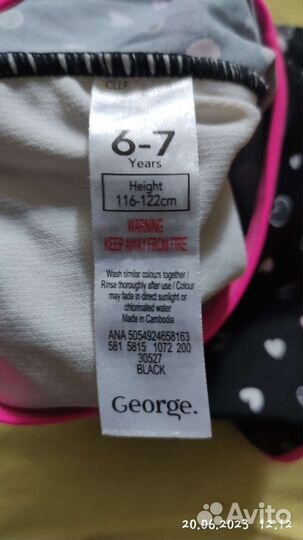 CLLF
6-7
Years
Height
116-122cm
WARNING
KEEP AWAY FROM FIRE
Wash similar colours together /
Rinse thoroughly after use / Colour
may fade in direct sunlight or
chlorinated water
Made in Cambodia
ANA 5054924658163
581 5815 1072 200
30527
BLACK
George.
20.06.2023 12:12
Avito